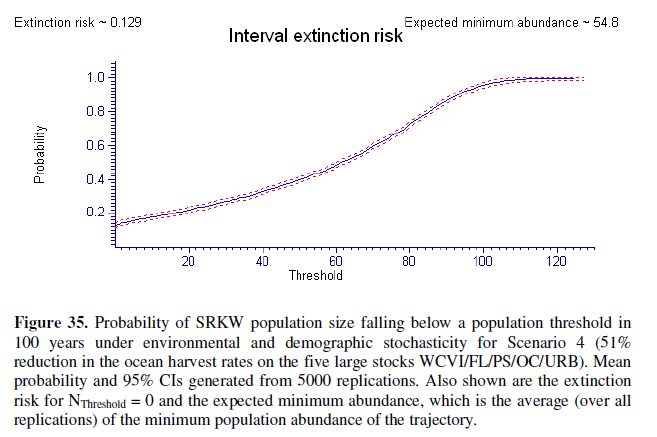 Extinction risk ~ 0.129
Expected minimum abundance ~ 54.8
Interval extinction risk
1.0
0.8
0.6
0.4
0.2
Probability
20
40
60
80
100
120
Threshold
Figure 35. Probability of SRKW population size falling below a population threshold in
100 years under environmental and demographic stochasticity for Scenario 4 (51%
reduction in the ocean harvest rates on the five large stocks WCVI/FL/PS/OC/URB). Mean
probability and 95% CIs generated from 5000 replications. Also shown are the extinction
risk for NThreshold = 0 and the expected minimum abundance, which is the average (over all
replications) of the minimum population abundance of the trajectory.